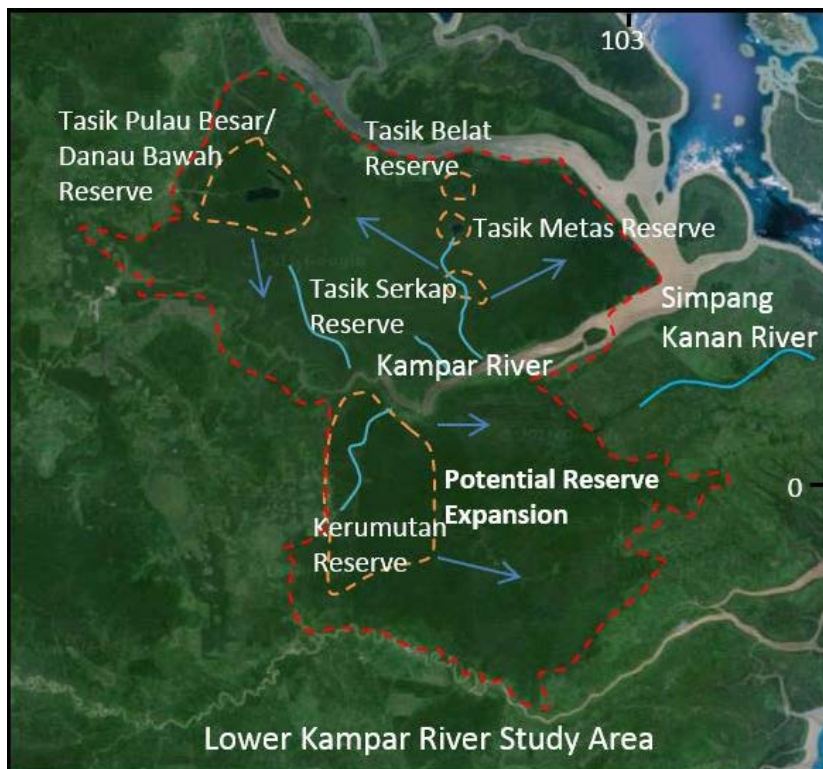 103
Tasik Pulau Besar/
Danau Bawah
Reserve
Tasik Belat
Reserve
Tasik Metas Reserve
Tasik Serkap
Reserve
Simpang
Kanan River
Kampar River
Potential Reserve
Expansion
0
Kerumutan
Reserve
Lower Kampar River Study Area